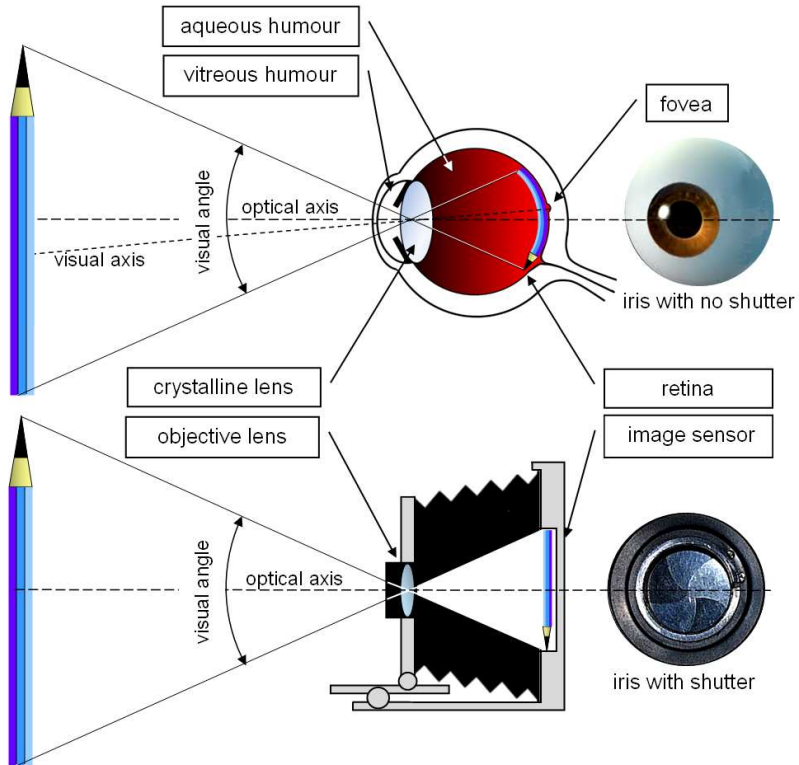 aqueous humour
vitreous humour
fovea
visual angle
optical axis
visual axis
iris with no shutter
crystalline lens
retina
objective lens
image sensor
visual angle
optical axis
iris with shutter